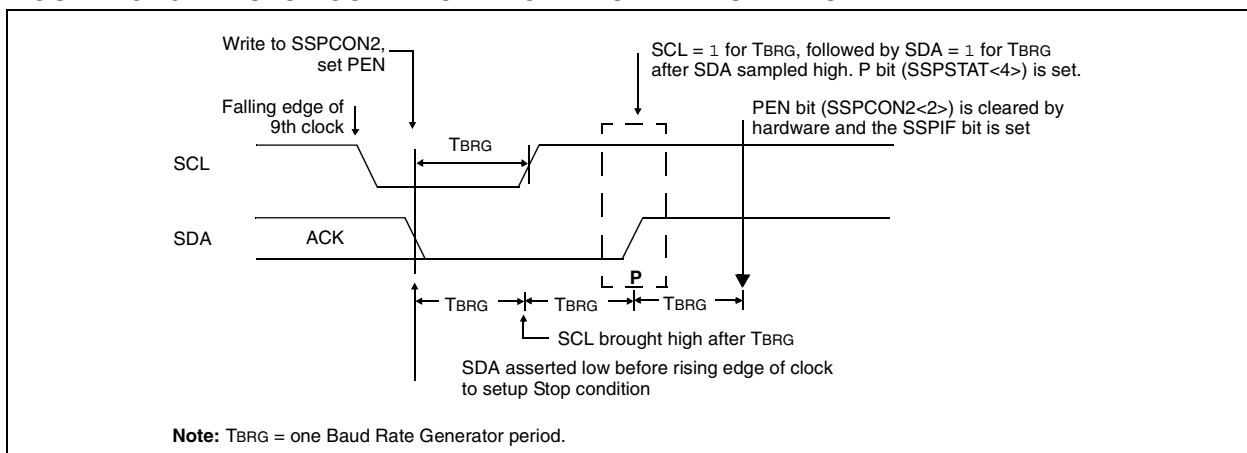 Write to SSPCON2,
set PEN
SCL = 1 for TBRG, followed by SDA = 1 for TBRG
after SDA sampled high. P bit (SSPSTAT<4>) is set.
Falling edge of
9th clock
PEN bit (SSPCON2<2>) is cleared by
hardware and the SSPIF bit is set
TBRG
SCL
SDA
ACK
P
TBRG
TBRG
TBRG
SCL brought high after TBRG
SDA asserted low before rising edge of clock
to setup Stop condition
Note: TBRG = one Baud Rate Generator period.